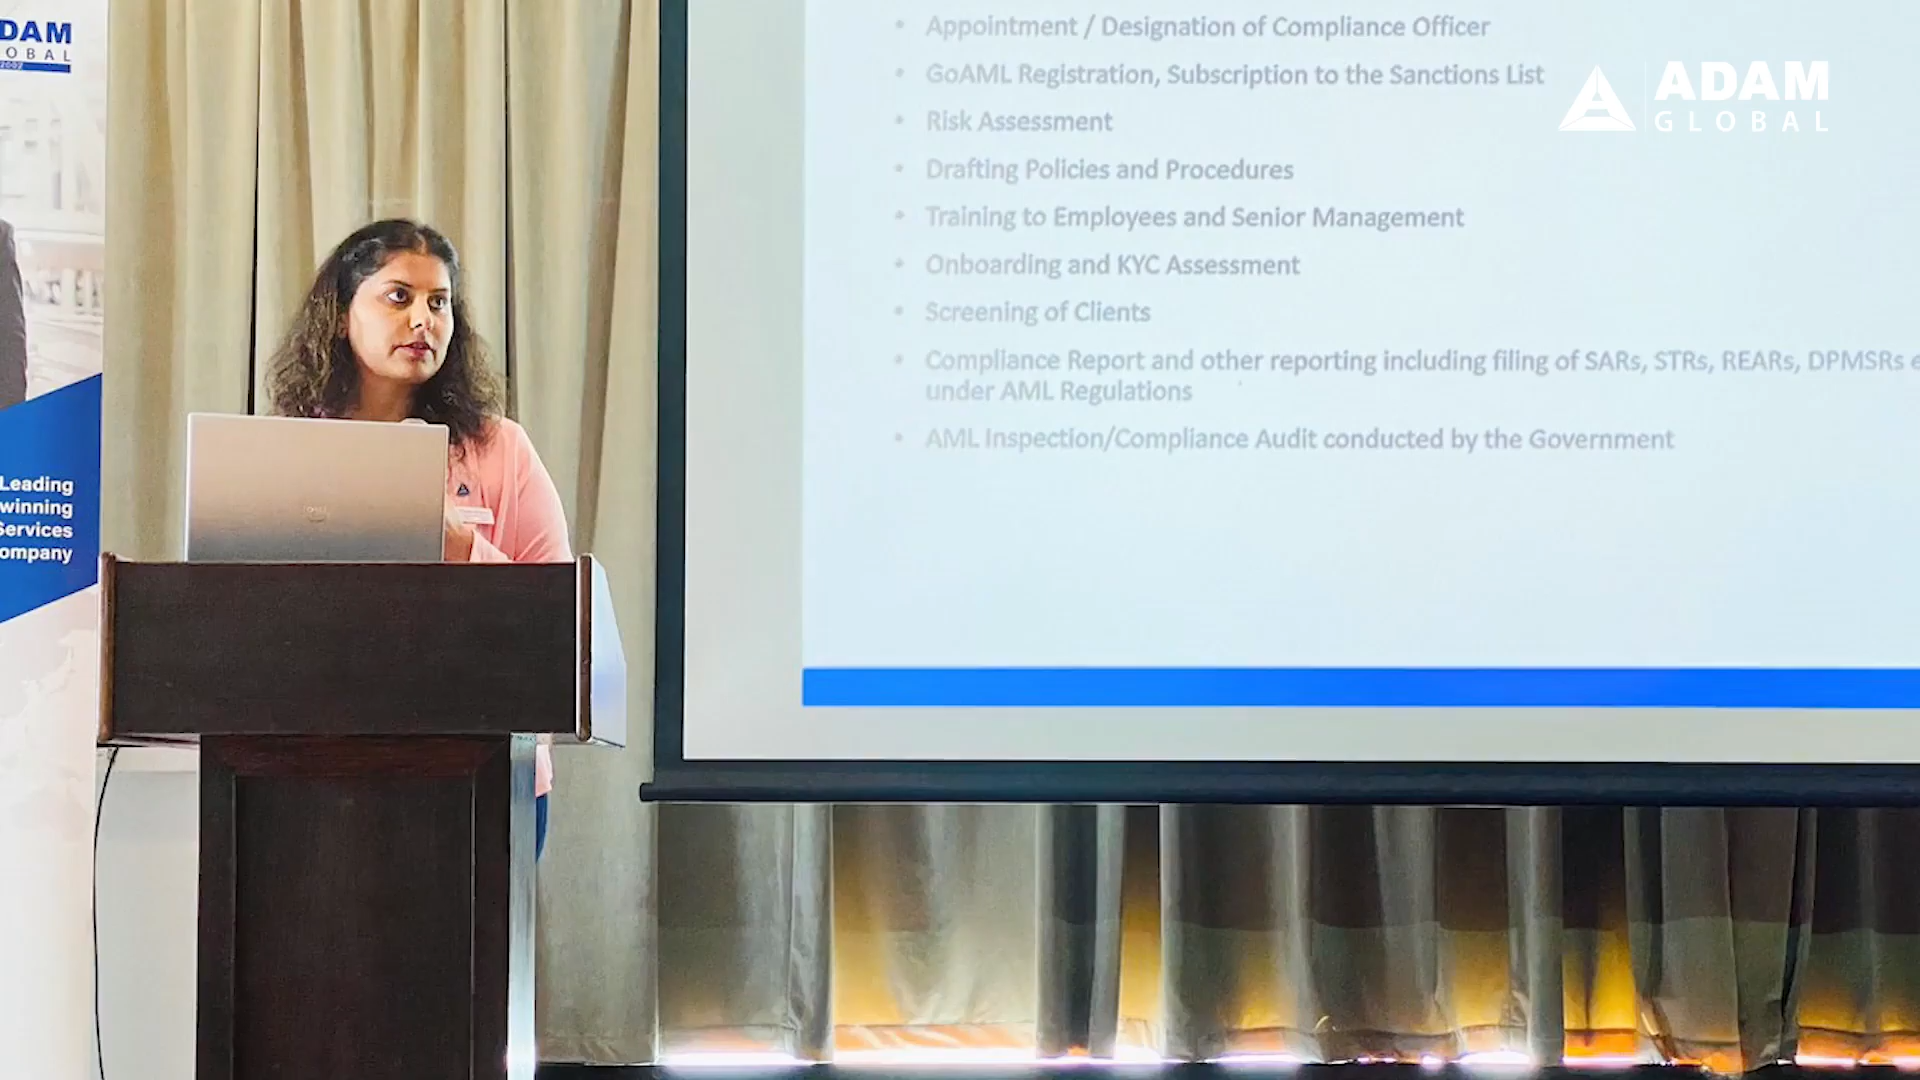 DAM
OBAL
2002
Leading
winning
Services
ompany
• Appointment / Designation of Compliance Officer
• GoAML Registration, Subscription to the Sanctions List
• Risk Assessment
• Drafting Policies and Procedures
• Training to Employees and Senior Management
• Onboarding and KYC Assessment
• Screening of Clients
• Compliance Report and other reporting including filing of SARs, STRs, REARs, DPMSRs e
under AML Regulations
• AML Inspection/Compliance Audit conducted by the Government
ADAM
GLOBAL